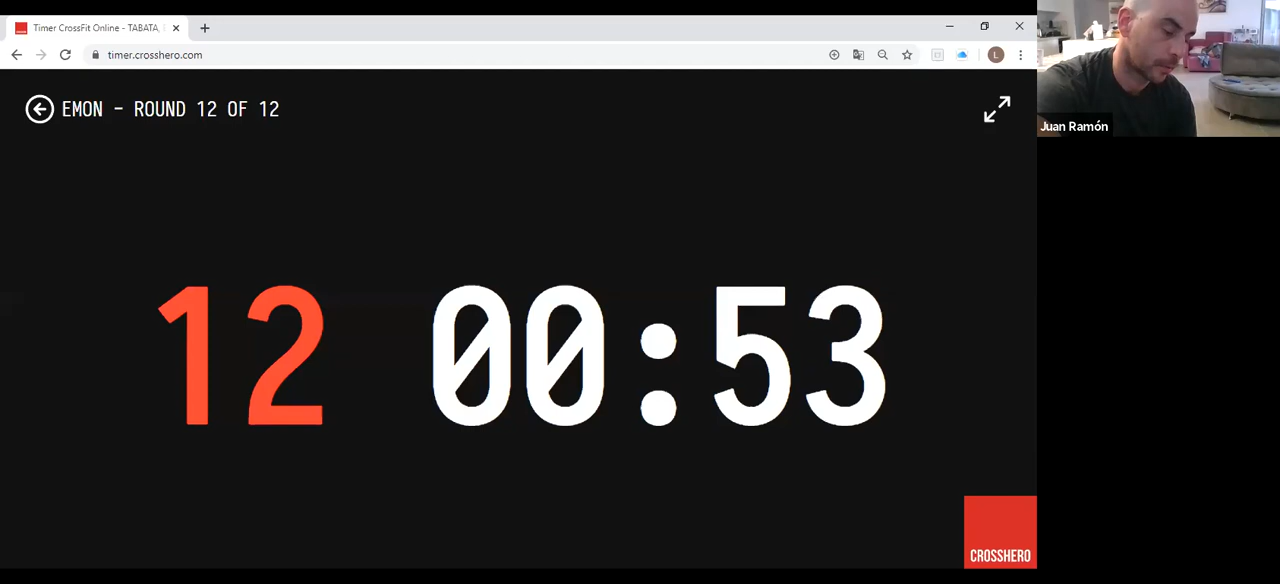 Timer CrossFit Online - TABATA,
timer.crosshero.com
L
EMON - ROUND 12 OF 12
12 00:53
CROSSHERO
Juan Ramón